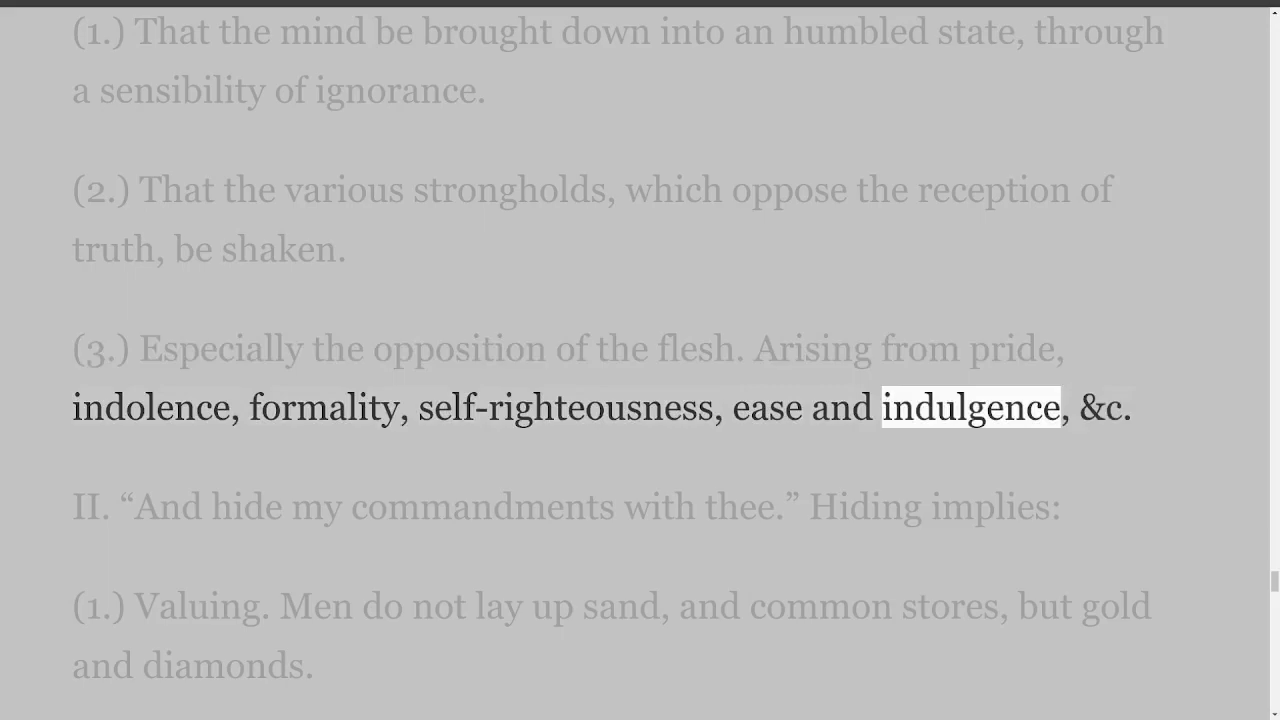 (1.) That the mind be brought down into an humbled state, through
a sensibility of ignorance.
(2.) That the various strongholds, which oppose the reception of
truth, be shaken.
(3.) Especially the opposition of the flesh. Arising from pride,
indolence, formality, self-righteousness, ease and indulgence, &c.
II. “And hide my commandments with thee.” Hiding implies:
(1.) Valuing. Men do not lay up sand, and common stores, but gold
and diamonds.